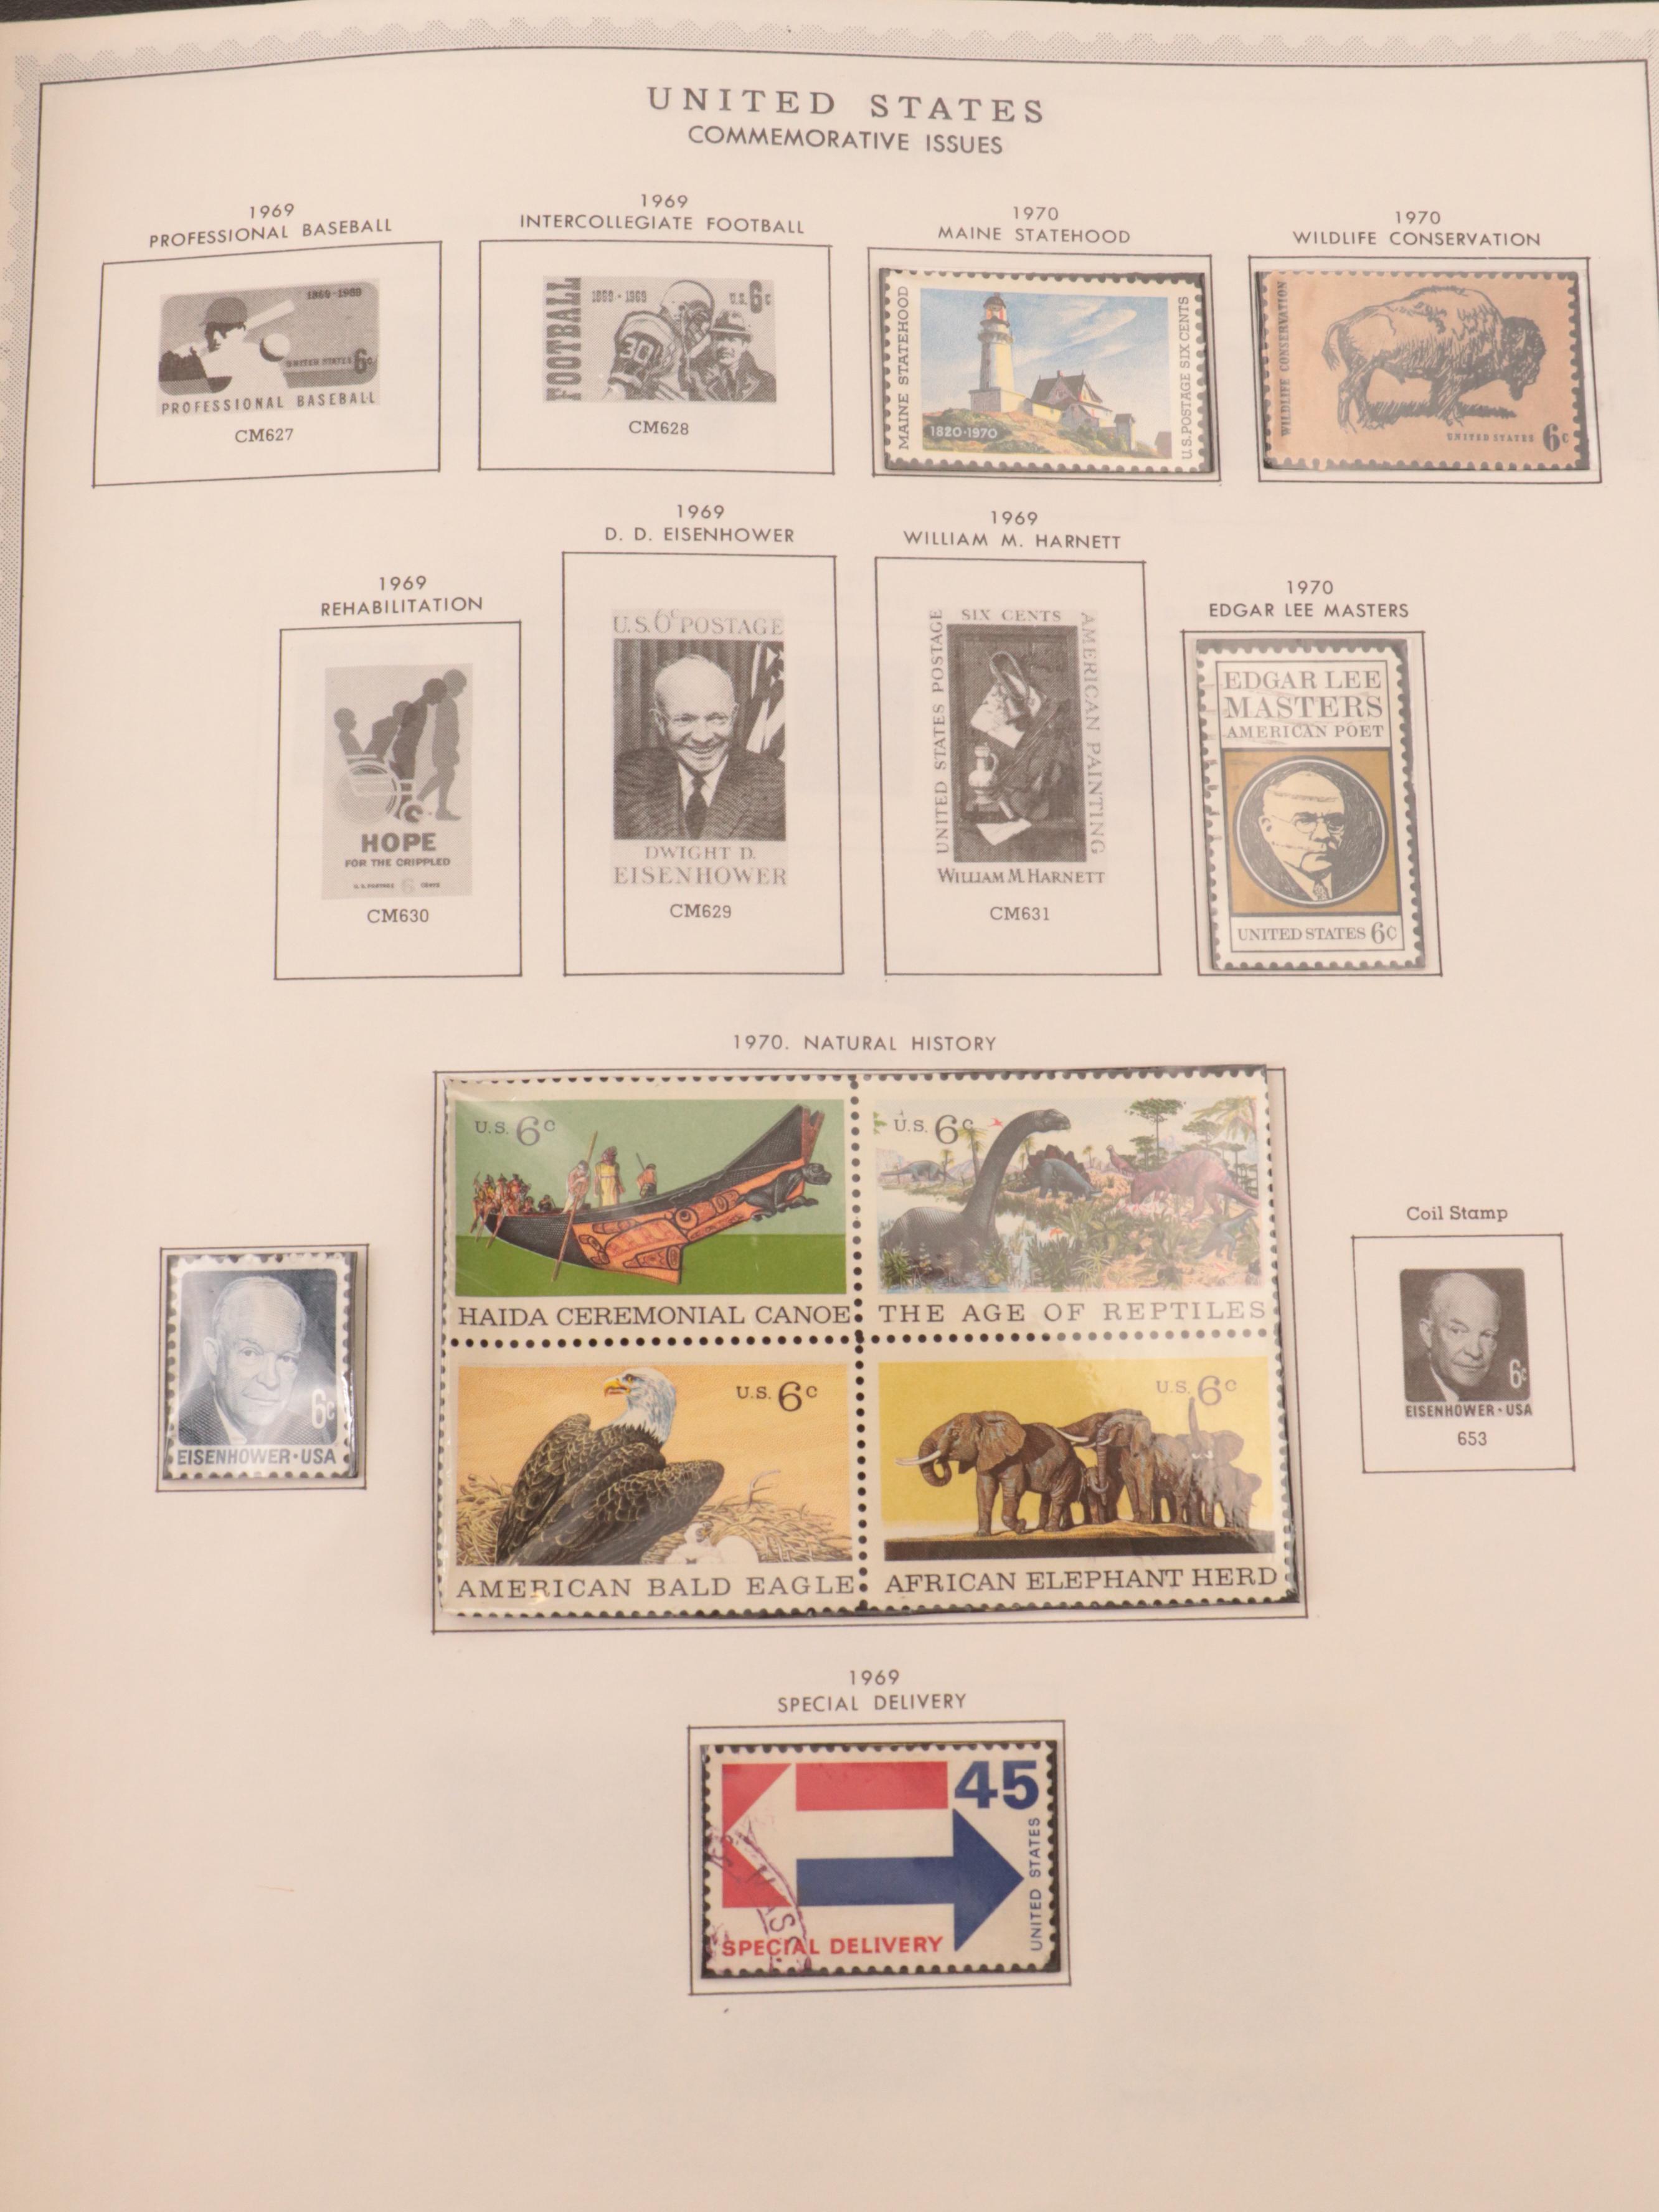 UNITED STATES
COMMEMORATIVE ISSUES
1969
PROFESSIONAL BASEBALL
1869-1969
UNITED STATES 6c
PROFESSIONAL BASEBALL
CM627
1969
INTERCOLLEGIATE FOOTBALL
FOOTBALL
1869-1969
U.S. 6c
30
CM628
1970
MAINE STATEHOOD
MAINE STATEHOOD
1820-1970
U.S. POSTAGE SIX CENTS
1970
WILDLIFE CONSERVATION
WILDLIFE CONSERVATION
UNITED STATES 6c
1969
REHABILITATION
HOPE
FOR THE CRIPPLED
U.S. POSTAGE 6 CENTS
CM630
1969
D. D. EISENHOWER
U.S. 6c POSTAGE
DWIGHT D.
EISENHOWER
CM629
1969
WILLIAM M. HARNETT
SIX CENTS
UNITED STATES POSTAGE
AMERICAN PAINTING
WILLIAM M. HARNETT
CM631
1970
EDGAR LEE MASTERS
EDGAR LEE
MASTERS
AMERICAN POET
UNITED STATES 6c
1970. NATURAL HISTORY
U.S. 6c
HAIDA CEREMONIAL CANOE
U.S. 6c
THE AGE OF REPTILES
U.S. 6c
AMERICAN BALD EAGLE
U.S. 6c
AFRICAN ELEPHANT HERD
6c
EISENHOWER·USA
Coil Stamp
6c
EISENHOWER·USA
653
1969
SPECIAL DELIVERY
45
UNITED STATES
SPECIAL DELIVERY